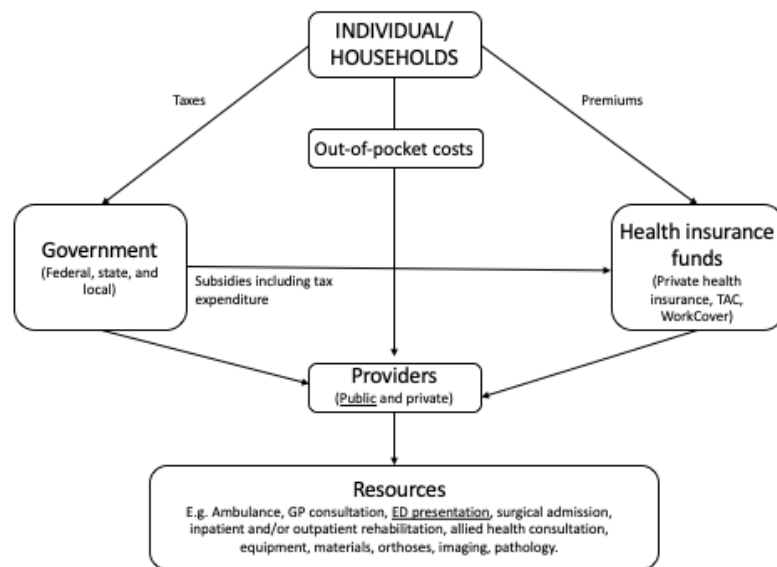 INDIVIDUAL/
HOUSEHOLDS
Taxes
Premiums
Out-of-pocket costs
Government
(Federal, state, and
local)
Health insurance
funds
(Private health
insurance, TAC,
WorkCover)
Subsidies including tax
expenditure
Providers
(Public and private)
Resources
E.g. Ambulance, GP consultation, ED presentation, surgical admission,
inpatient and/or outpatient rehabilitation, allied health consultation,
equipment, materials, orthoses, imaging, pathology.